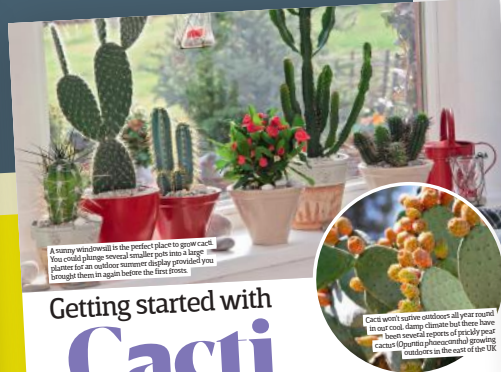 A sunny windowsill is the perfect place to grow cacti.
You could plunge several smaller pots into a large
planter for an outdoor summer display provided you
brought them in again before the first frosts.
Cacti won't surive outdoors all year round
in our cool, damp climate but there have
been several reports of prickly pear
cactus (Opuntia phaeacantha) growing
outdoors in the east of the UK
Getting started with
Cacti